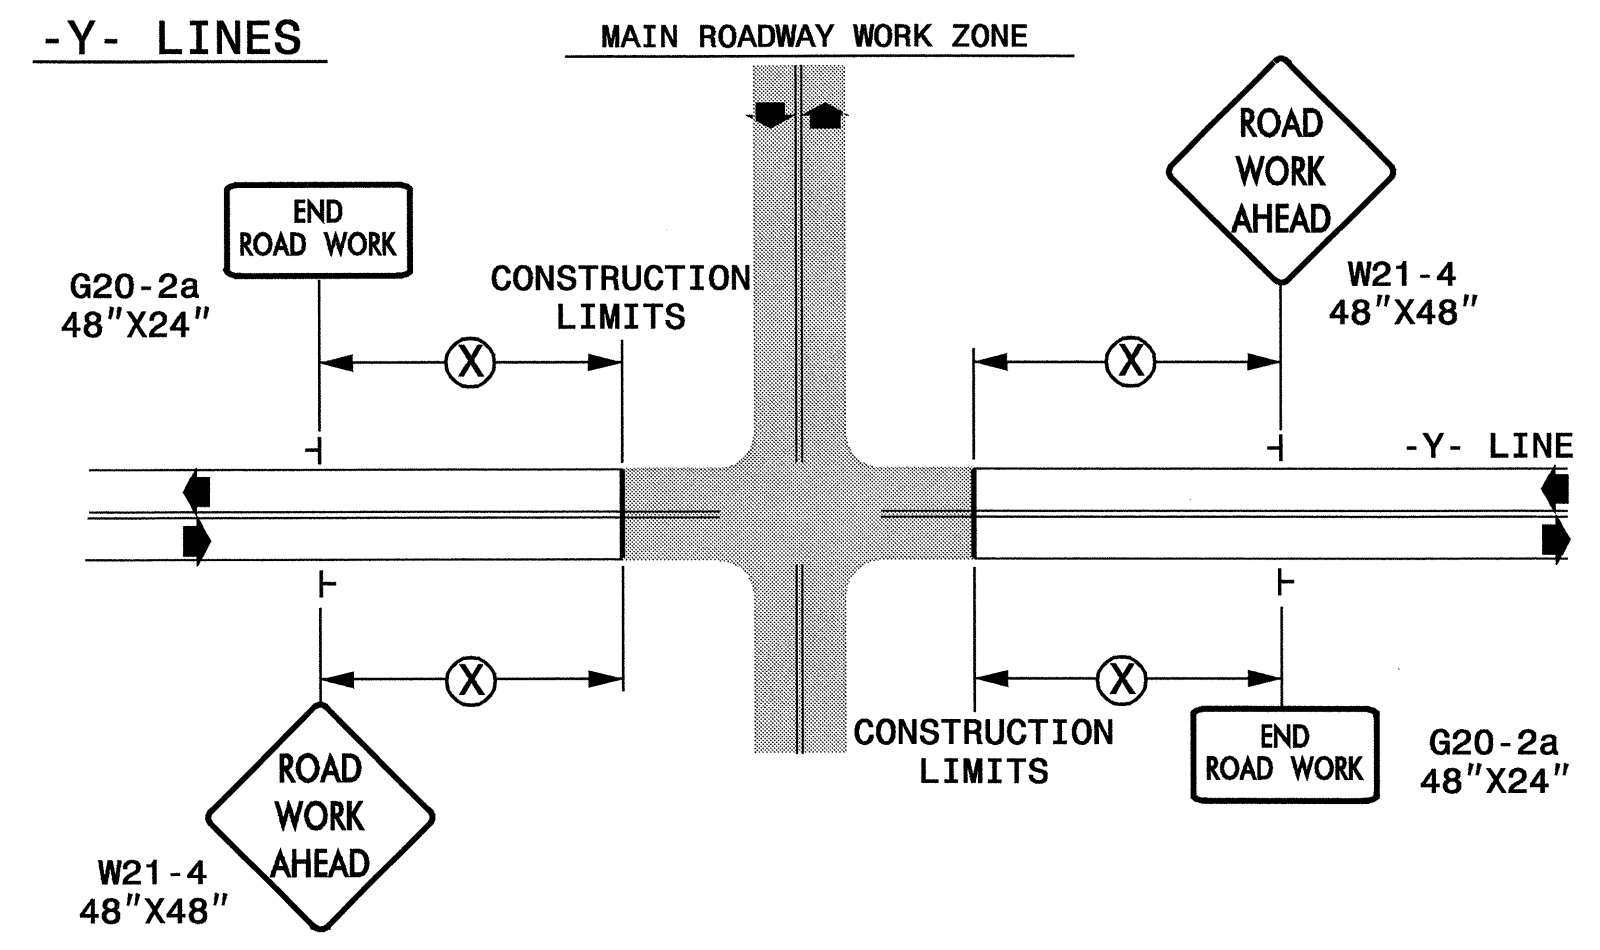 -Y- LINES
MAIN ROADWAY WORK ZONE
ROAD
WORK
AHEAD
W21-4
48"X48"
END
ROAD WORK
G20-2a
48"X24"
CONSTRUCTION
LIMITS
X
X
-Y- LINE
X
X
CONSTRUCTION
LIMITS
ROAD
WORK
AHEAD
W21-4
48"X48"
END
ROAD WORK
G20-2a
48"X24"